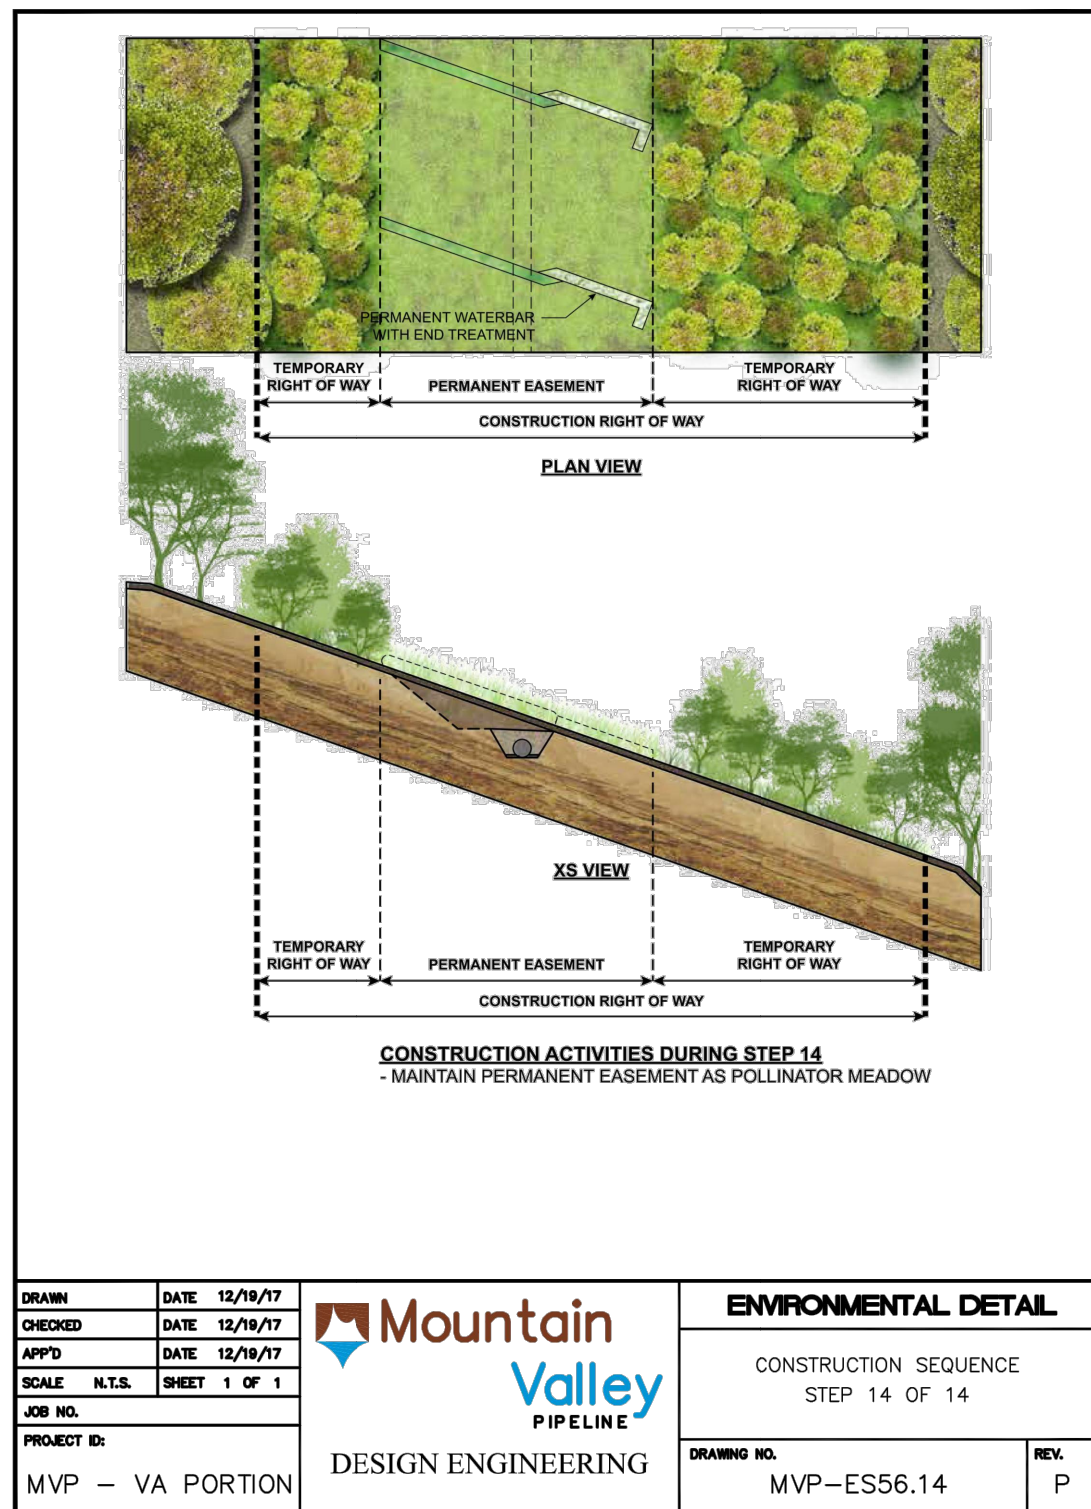 PERMANENT WATERBAR
WITH END TREATMENT
TEMPORARY
RIGHT OF WAY
PERMANENT EASEMENT
TEMPORARY
RIGHT OF WAY
CONSTRUCTION RIGHT OF WAY
PLAN VIEW
XS VIEW
TEMPORARY
RIGHT OF WAY
PERMANENT EASEMENT
TEMPORARY
RIGHT OF WAY
CONSTRUCTION RIGHT OF WAY
CONSTRUCTION ACTIVITIES DURING STEP 14
- MAINTAIN PERMANENT EASEMENT AS POLLINATOR MEADOW
DRAWN DATE 12/19/17
CHECKED DATE 12/19/17
APP'D DATE 12/19/17
SCALE N.T.S. SHEET 1 OF 1
JOB NO.
PROJECT ID:
MVP - VA PORTION
Mountain
Valley
PIPELINE
DESIGN ENGINEERING
ENVIRONMENTAL DETAIL
CONSTRUCTION SEQUENCE
STEP 14 OF 14
DRAWING NO.
MVP-ES56.14
REV.
P